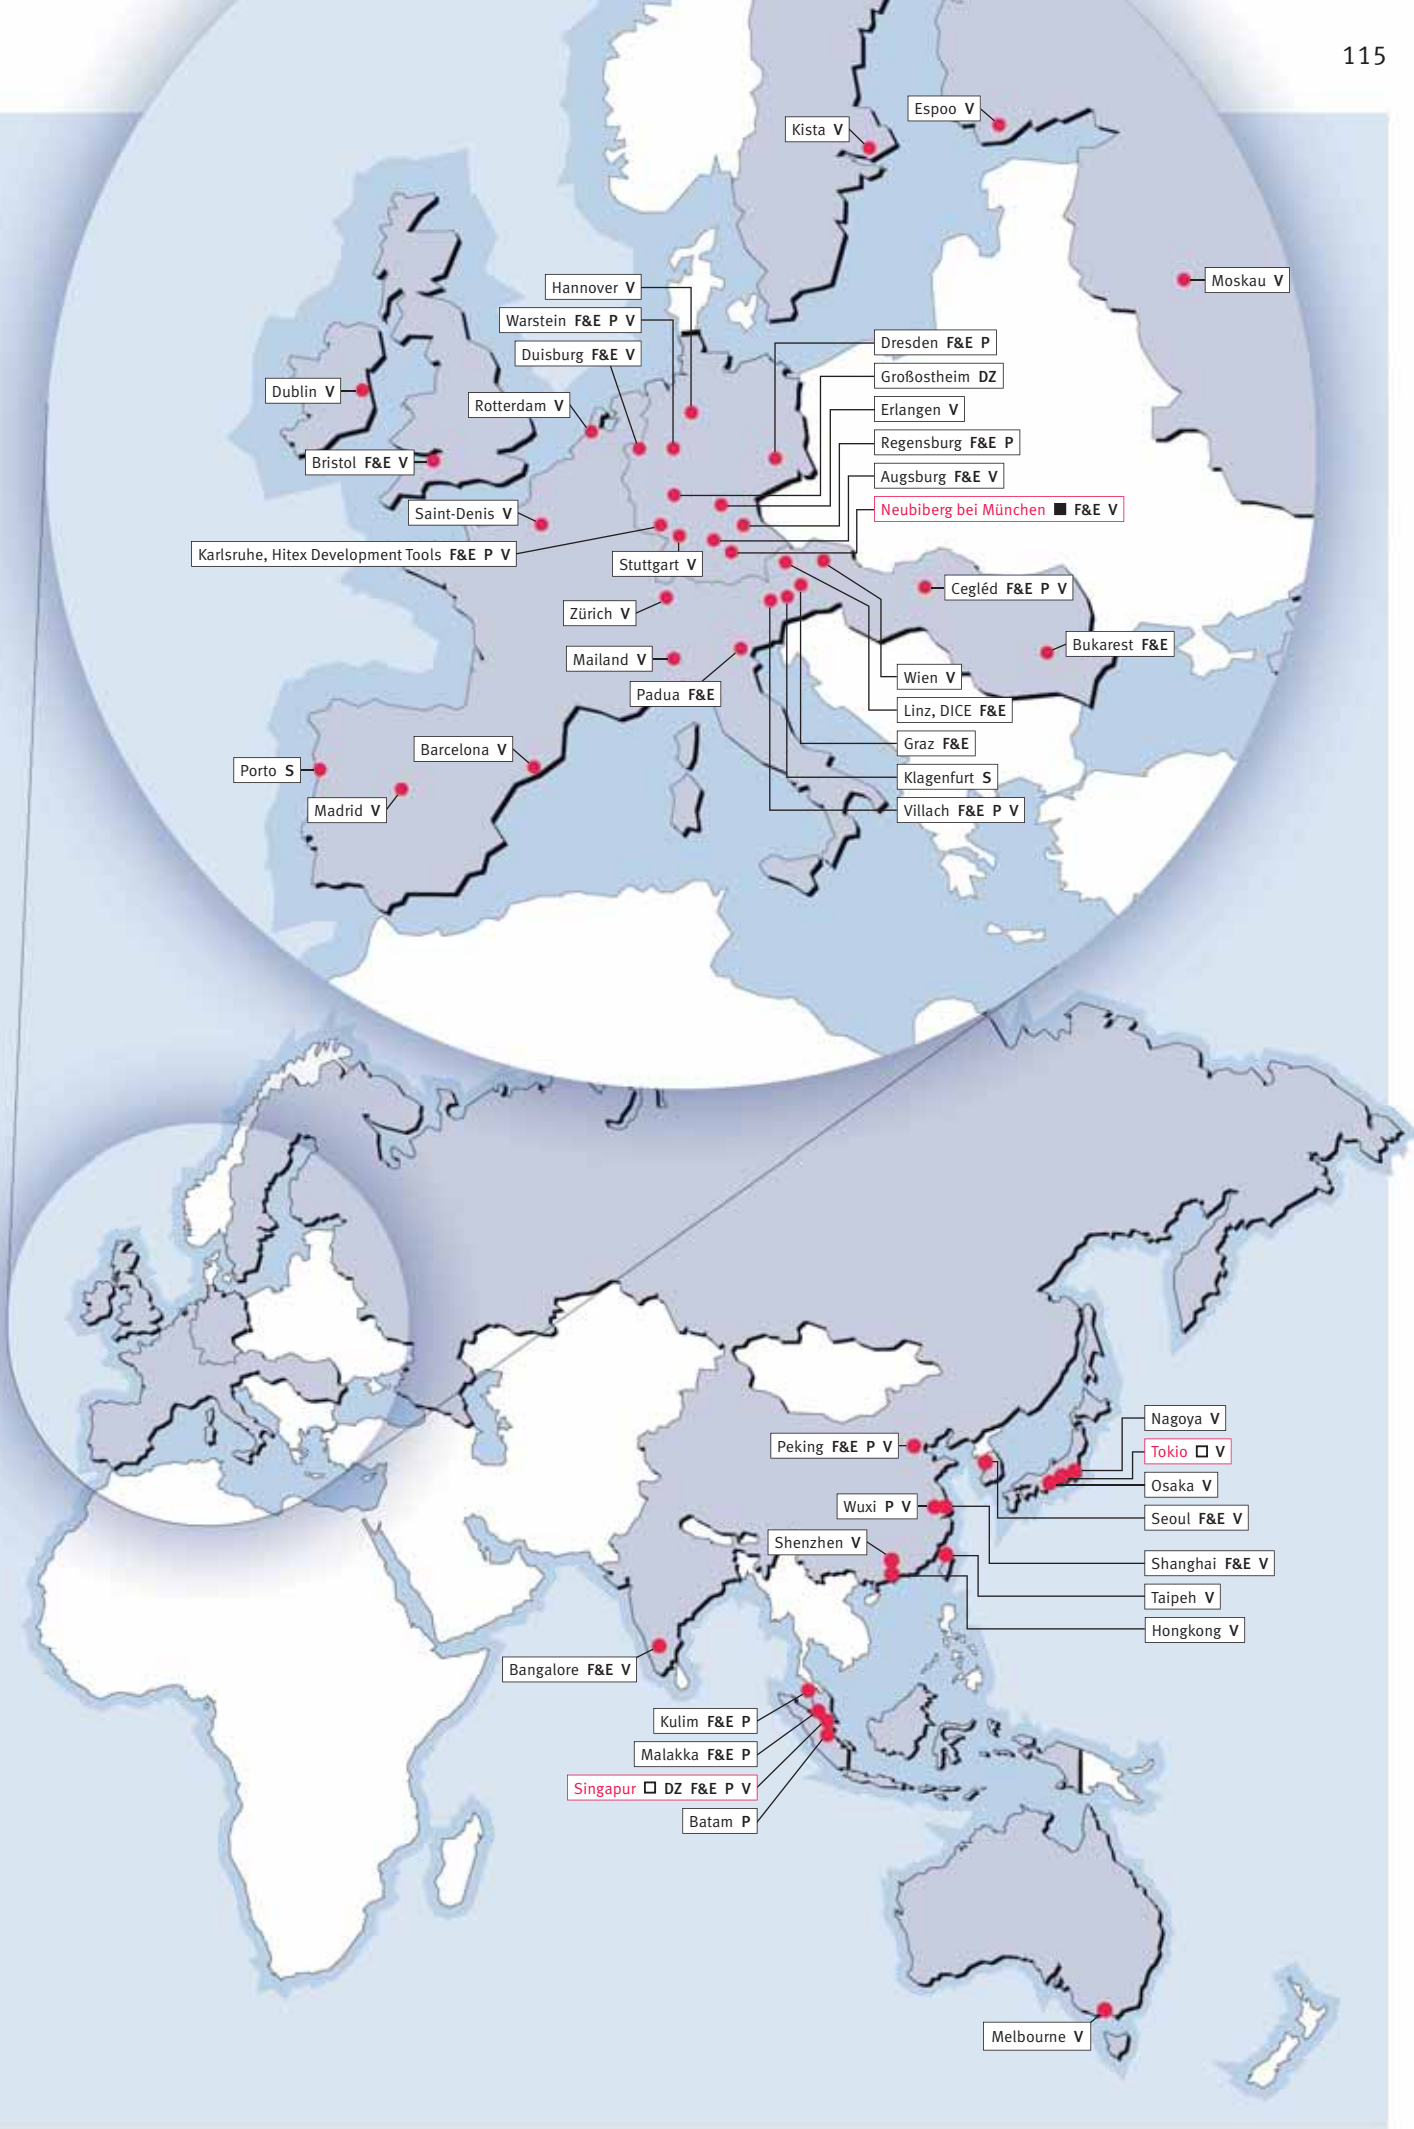 115
Espoo V
Kista V
Moskau V
Hannover V
Warstein F&E P V
Duisburg F&E V
Dresden F&E P
Großostheim DZ
Dublin V
Rotterdam V
Erlangen V
Regensburg F&E P
Bristol F&E V
Augsburg F&E V
Saint-Denis V
Neubiberg bei München ■ F&E V
Karlsruhe, Hitex Development Tools F&E P V
Stuttgart V
Cegléd F&E P V
Zürich V
Bukarest F&E
Mailand V
Wien V
Padua F&E
Linz, DICE F&E
Graz F&E
Barcelona V
Porto S
Klagenfurt S
Madrid V
Villach F&E P V
Nagoya V
Peking F&E P V
Tokio □ V
Osaka V
Wuxi P V
Seoul F&E V
Shenzhen V
Shanghai F&E V
Taipeh V
Hongkong V
Bangalore F&E V
Kulim F&E P
Malakka F&E P
Singapur □ DZ F&E P V
Batam P
Melbourne V